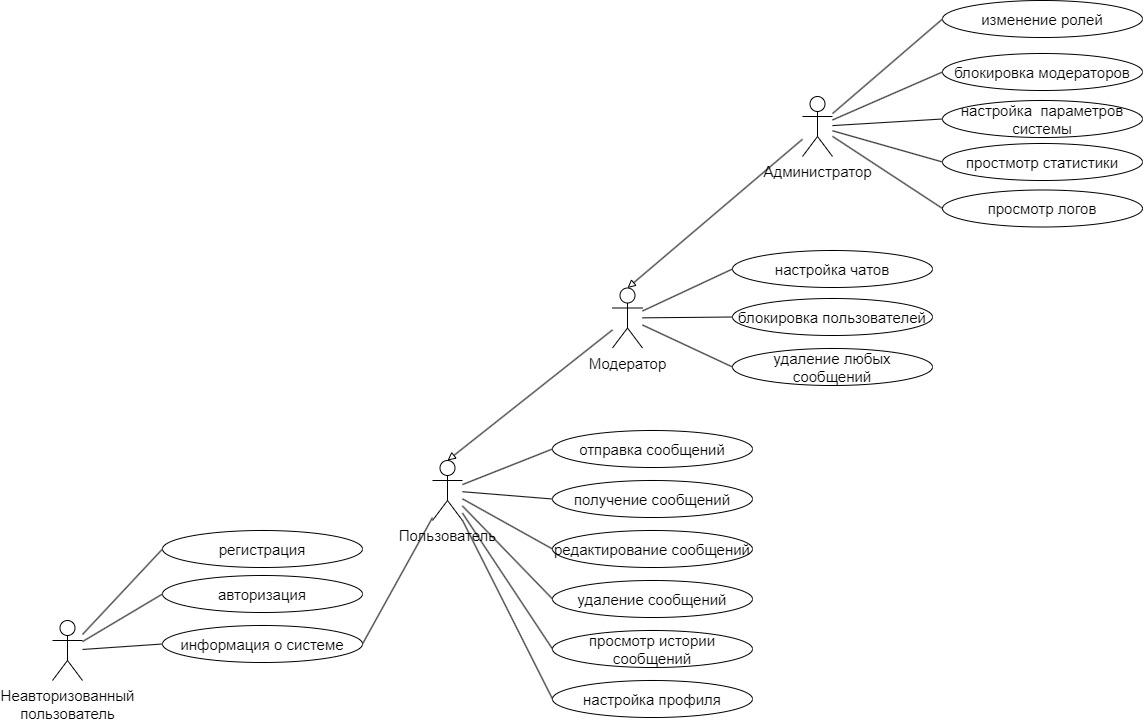 изменение ролей
блокировка модераторов
настройка параметров
системы
простмотр статистики
просмотр логов
Администратор
настройка чатов
блокировка пользователей
удаление любых
сообщений
Модератор
отправка сообщений
получение сообщений
редактирование сообщений
удаление сообщений
просмотр истории
сообщений
настройка профиля
Пользователь
регистрация
авторизация
информация о системе
Неавторизованный
пользователь